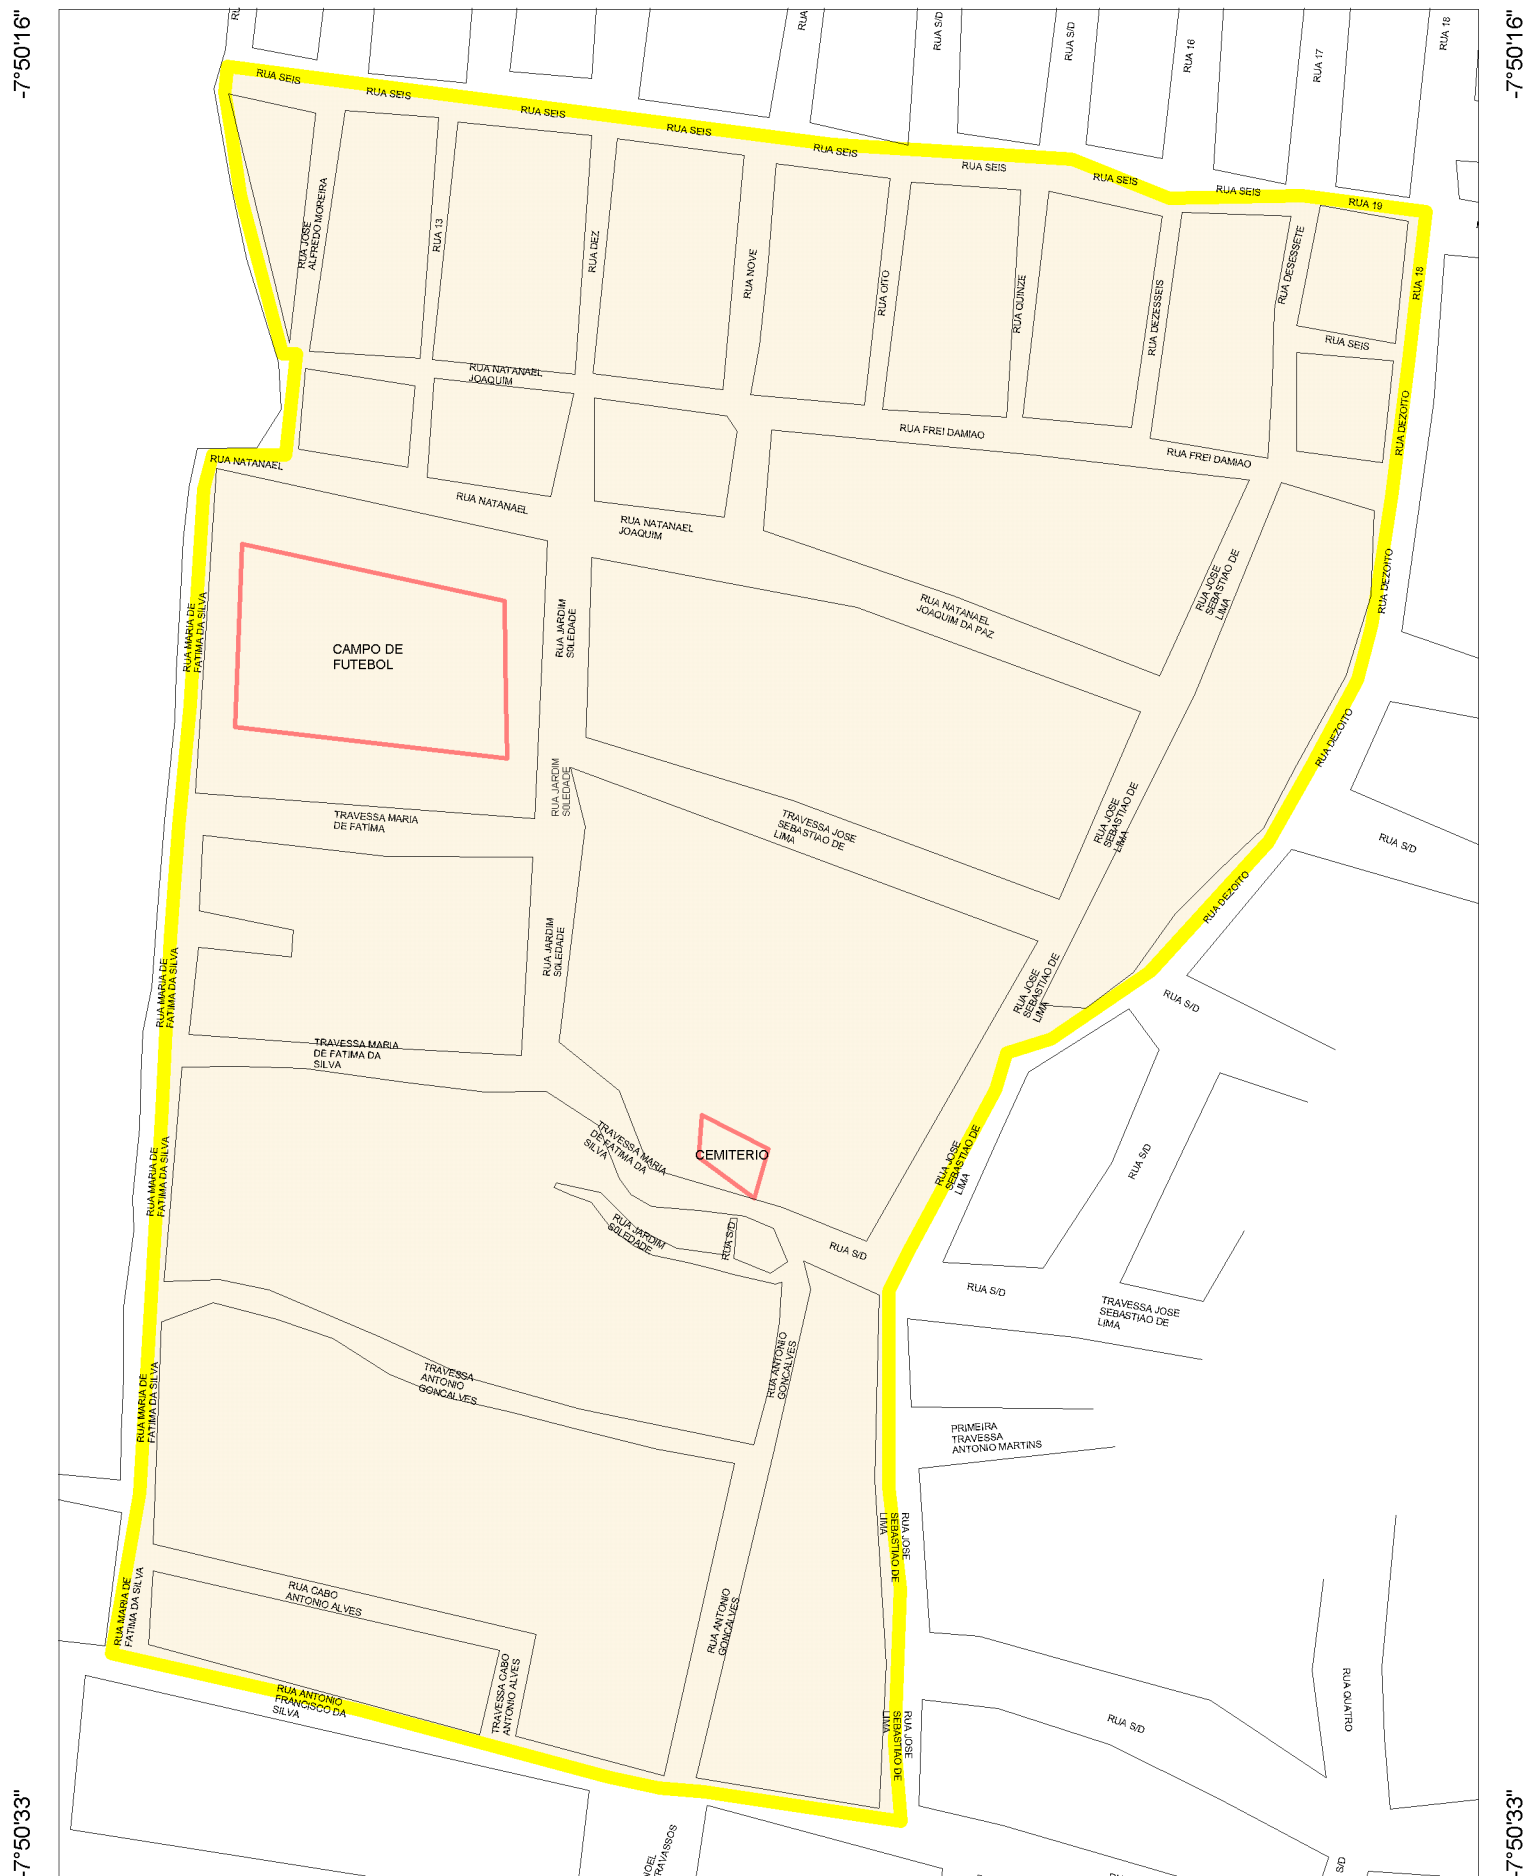 -7°50'16"
-7°50'16"
RUA
RUA S/D
RUA S/D
RUA 16
RUA 17
RUA 18
RUA SEIS
RUA SEIS
RUA SEIS
RUA SEIS
RUA SEIS
RUA SEIS
RUA SEIS
RUA SEIS
RUA 19
RUA JOSE
ALFREDO MOREIRA
RUA 13
RUA DEZ
RUA NOVE
RUA OITO
RUA QUINZE
RUA DEZESSEIS
RUA DESESSETE
RUA 18
RUA SEIS
RUA NATANAEL
JOAQUIM
RUA FREI DAMIAO
RUA FREI DAMIAO
RUA DEZOITO
RUA NATANAEL
RUA NATANAEL
RUA NATANAEL
JOAQUIM
RUA MARIA DE
FATIMA DA SILVA
CAMPO DE
FUTEBOL
RUA JARDIM
SOLEDADE
RUA NATANAEL
JOAQUIM DA PAZ
RUA JOSE
SEBASTIAO DE
LIMA
RUA DEZOITO
RUA DEZOITO
RUA JARDIM
SOLEDADE
TRAVESSA MARIA
DE FATIMA
TRAVESSA JOSE
SEBASTIAO DE
LIMA
RUA JOSE
SEBASTIAO DE
LIMA
RUA S/D
RUA DEZOITO
RUA MARIA DE
FATIMA DA SILVA
RUA JARDIM
SOLEDADE
RUA JOSE
SEBASTIAO DE
LIMA
RUA S/D
TRAVESSA MARIA
DE FATIMA DA
SILVA
TRAVESSA MARIA
DE FATIMA DA
SILVA
CEMITERIO
RUA JOSE
SEBASTIAO DE
LIMA
RUA S/D
RUA MARIA DE
FATIMA DA SILVA
RUA JARDIM
SOLEDADE
RUA S/D
RUA S/D
RUA S/D
TRAVESSA JOSE
SEBASTIAO DE
LIMA
TRAVESSA
ANTONIO
GONCALVES
RUA ANTONIO
GONCALVES
RUA MARIA DE
FATIMA DA SILVA
PRIMEIRA
TRAVESSA
ANTONIO MARTINS
RUA JOSE
SEBASTIAO DE
LIMA
RUA MARIA DE
FATIMA DA SILVA
RUA CABO
ANTONIO ALVES
RUA ANTONIO
GONCALVES
TRAVESSA CABO
ANTONIO ALVES
RUA ANTONIO
FRANCISCO DA
SILVA
RUA JOSE
SEBASTIAO DE
LIMA
RUA S/D
RUA QUATRO
-7°50'33"
-7°50'33"
NOEL
RAVASSOS
S/D